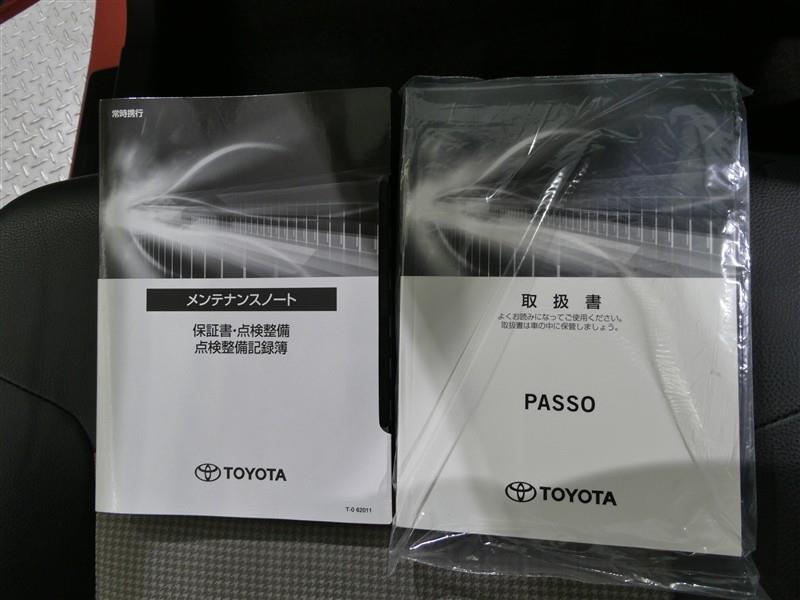 常時携行
メンテナンスノート
保証書・点検整備
点検整備記録簿
TOYOTA
T-0 62011
取扱書
よくお読みになってご使用ください。
取扱書は車の中に保管しましょう。
PASSO
TOYOTA